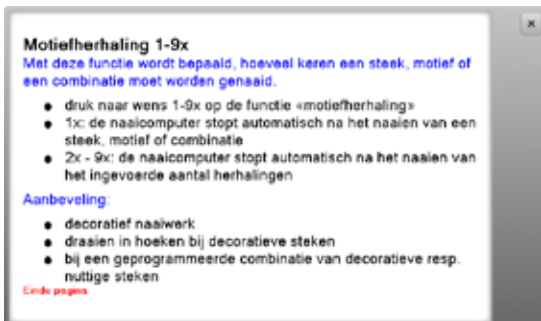 Motiefherhaling 1-9x
Met deze functie wordt bepaald, hoeveel keren een steek, motief of
een combinatie moet worden genaaid.
● druk naar wens 1-9x op de functie «motiefherhaling»
● 1x: de naaicomputer stopt automatisch na het naaien van een
steek, motief of combinatie
● 2x - 9x: de naaicomputer stopt automatisch na het naaien van
het ingevoerde aantal herhalingen
Aanbeveling:
● decoratief naaiwerk
● draaien in hoeken bij decoratieve steken
● bij een geprogrammeerde combinatie van decoratieve resp.
nuttige steken
Einde pagina.
x